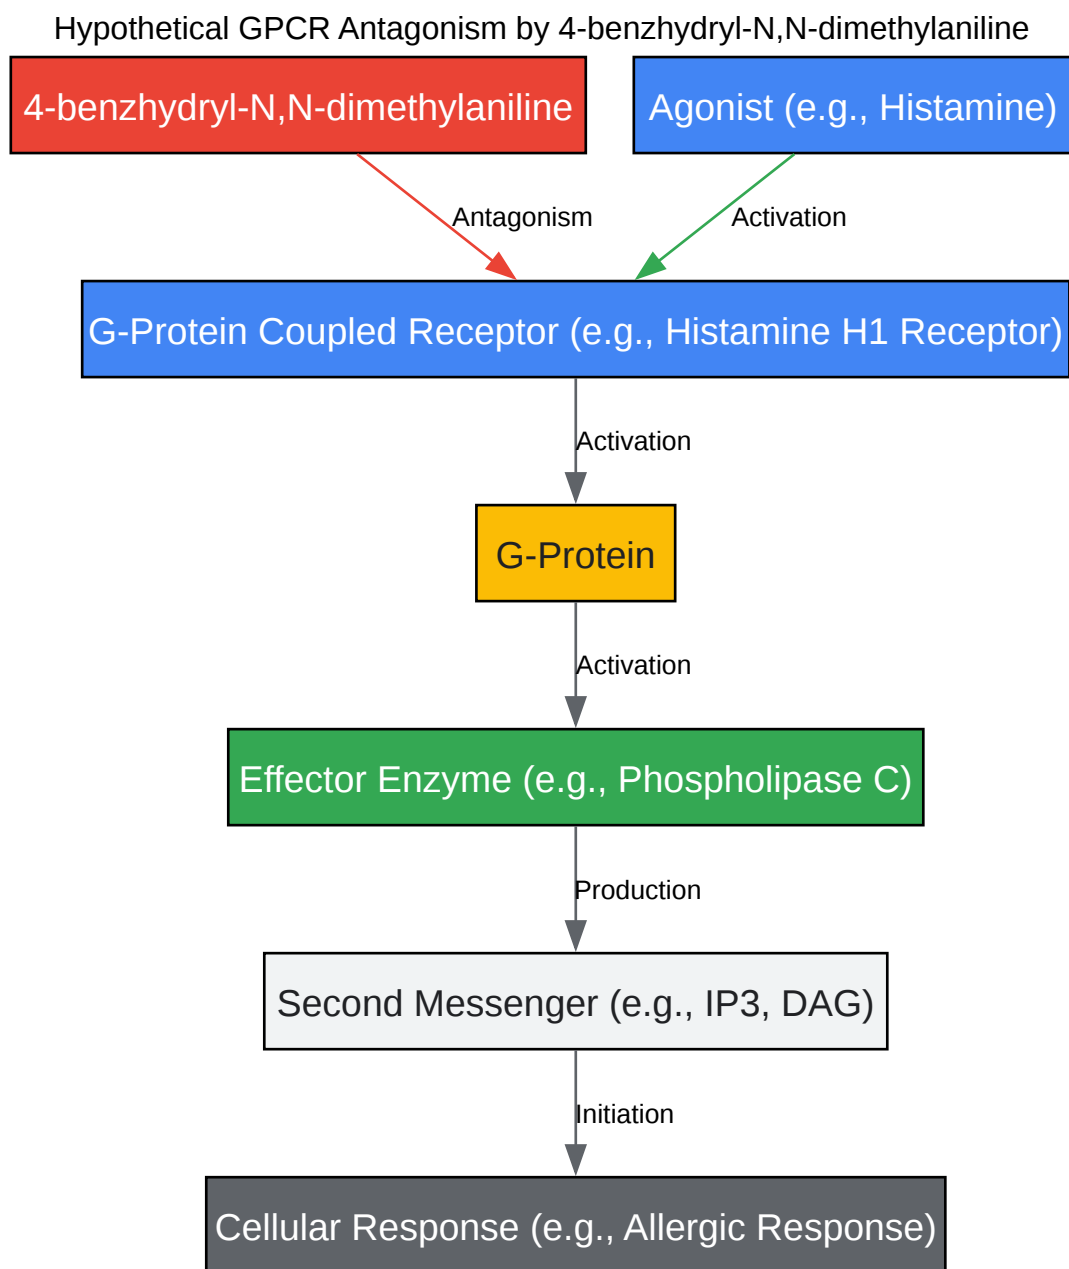 Hypothetical GPCR Antagonism by 4-benzhydryl-N,N-dimethylaniline
4-benzhydryl-N,N-dimethylaniline
Agonist (e.g., Histamine)
Antagonism
Activation
G-Protein Coupled Receptor (e.g., Histamine H1 Receptor)
Activation
G-Protein
Activation
Effector Enzyme (e.g., Phospholipase C)
Production
Second Messenger (e.g., IP3, DAG)
Initiation
Cellular Response (e.g., Allergic Response)